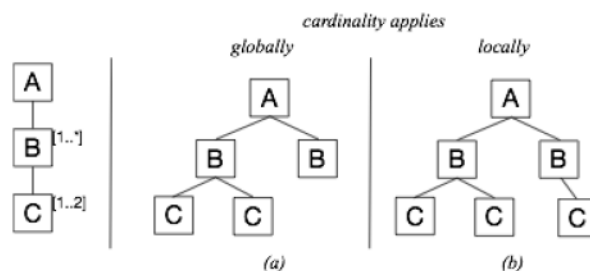 cardinality applies
globally
locally
A
B [1..*]
C [1..2]
A
B B
C C
(a)
A
B B
C C C
(b)